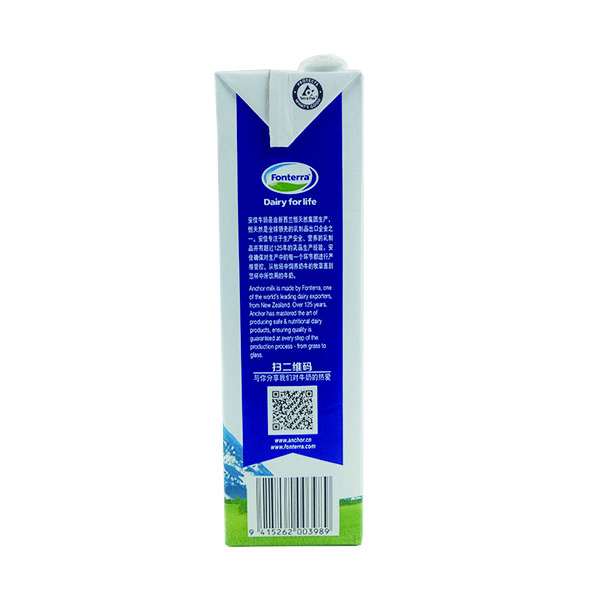 PROTECTS
Tetra Pak
WHAT'S GOOD
Fonterra
Dairy for life
安佳牛奶是由新西兰恒天然集团生产,
恒天然是全球领先的乳制品出口企业之
一。安佳专注于生产安全、营养的乳制
品并有超过125年的乳品生产经验，安
佳确保对生产中的每一个环节都进行严
格管控，从牧场中饲养奶牛的牧草直到
您杯中所饮用的牛奶。
Anchor milk is made by Fonterra, one
of the world's leading dairy exporters,
from New Zealand. Over 125 years,
Anchor has mastered the art of
producing safe & nutritional dairy
products, ensuring quality is
guaranteed at every step of the
production process - from grass to
glass.
扫二维码
与你分享我们对牛奶的热爱
www.anchor.cn
www.fonterra.com
9 415262 003989